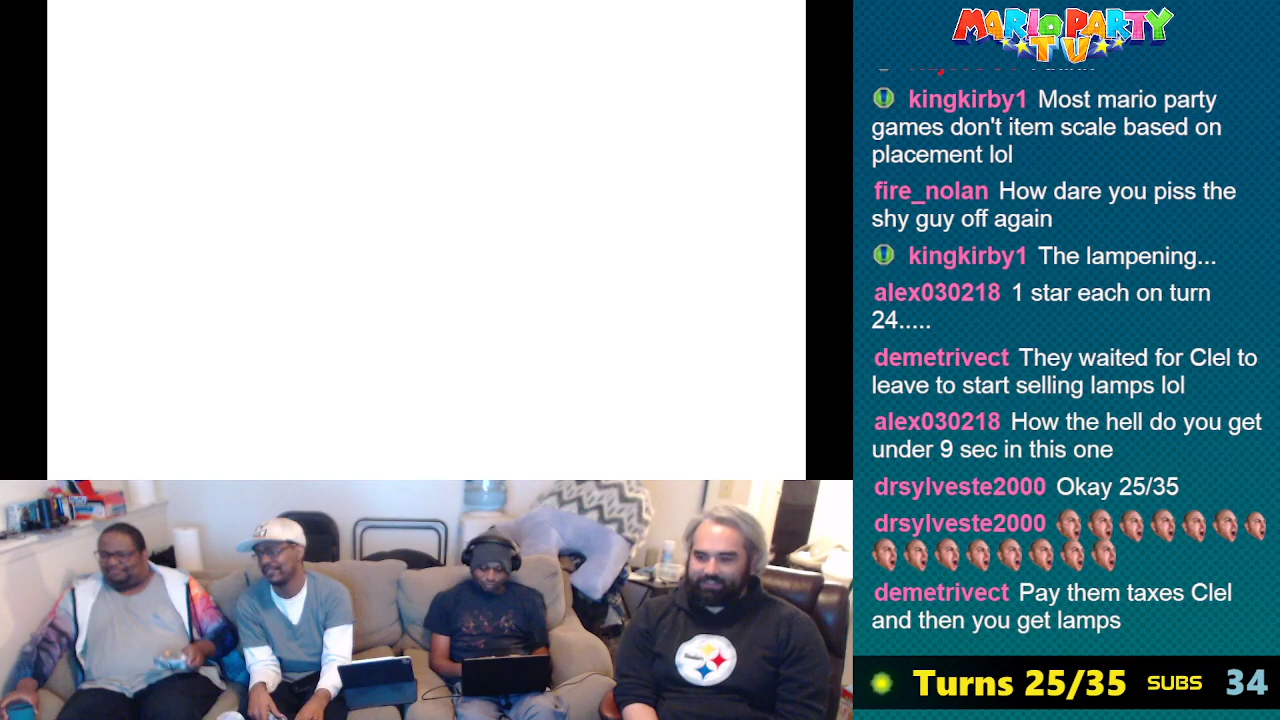 MARIO PARTY
TV
kingkirby1 Most mario party
games don't item scale based on
placement lol
fire_nolan How dare you piss the
shy guy off again
kingkirby1 The lampening...
alex030218 1 star each on turn
24.....
demetrivect They waited for Clel to
leave to start selling lamps lol
alex030218 How the hell do you get
under 9 sec in this one
drsylveste2000 Okay 25/35
drsylveste2000
demetrivect Pay them taxes Clel
and then you get lamps
Turns 25/35 SUBS 34